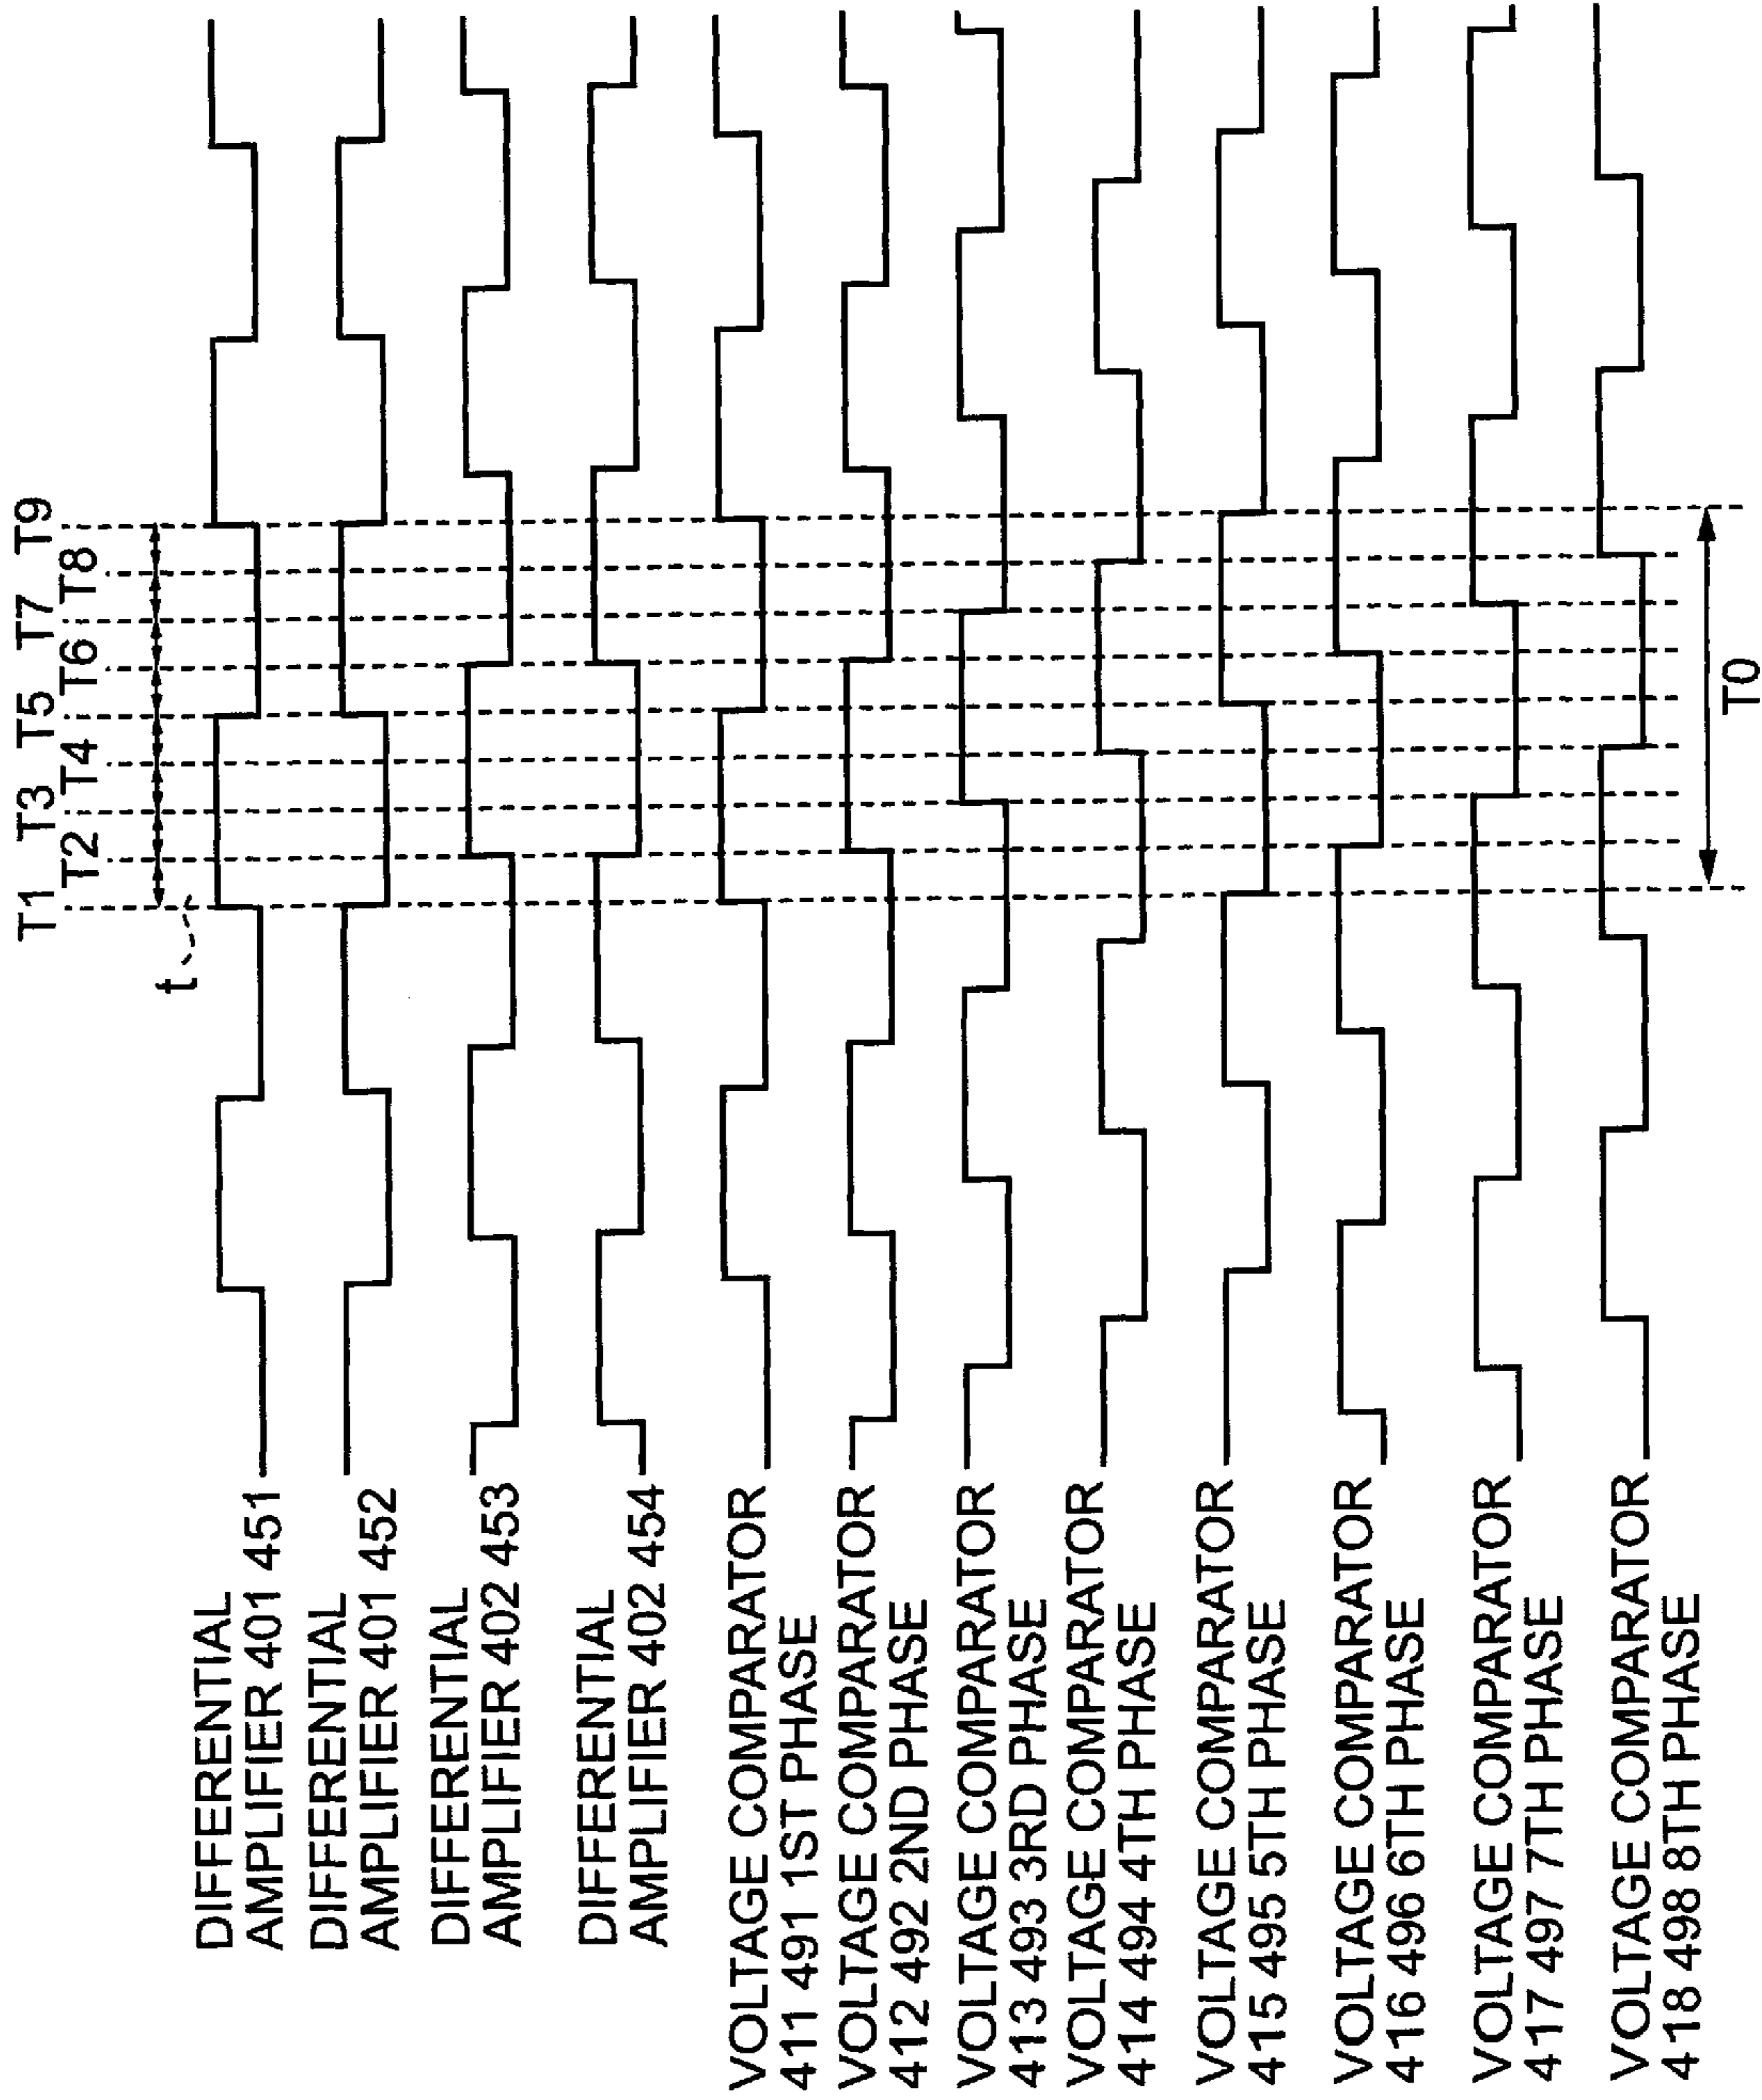 T1 T3 T5 T7 T9
T2 T4 T6 T8
t
DIFFERENTIAL
AMPLIFIER 401 451
DIFFERENTIAL
AMPLIFIER 401 452
DIFFERENTIAL
AMPLIFIER 402 453
DIFFERENTIAL
AMPLIFIER 402 454
VOLTAGE COMPARATOR
411 491 1ST PHASE
VOLTAGE COMPARATOR
412 492 2ND PHASE
VOLTAGE COMPARATOR
413 493 3RD PHASE
VOLTAGE COMPARATOR
414 494 4TH PHASE
VOLTAGE COMPARATOR
415 495 5TH PHASE
VOLTAGE COMPARATOR
416 496 6TH PHASE
VOLTAGE COMPARATOR
417 497 7TH PHASE
VOLTAGE COMPARATOR
418 498 8TH PHASE
T0